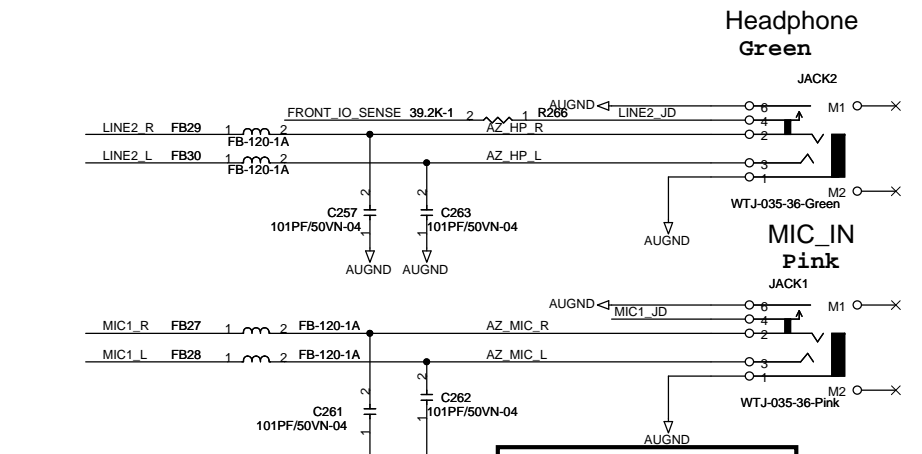 Headphone
Green
JACK2
FRONT_IO_SENSE 39.2K-1 2 1 R266 AUGND LINE2_JD 6 M1
4
LINE2_R FB29 1 2 AZ_HP_R 2
FB-120-1A
LINE2_L FB30 1 2 AZ_HP_L 3
FB-120-1A
1
M2
WTJ-035-36-Green
2 2
C257 C263
101PF/50VN-04 101PF/50VN-04
1 1
AUGND
AUGND AUGND
MIC_IN
Pink
JACK1
AUGND MIC1_JD 6 M1
4
MIC1_R FB27 1 2 FB-120-1A AZ_MIC_R 2
MIC1_L FB28 1 2 FB-120-1A AZ_MIC_L 3
1
M2
WTJ-035-36-Pink
2 2
C261 C262
101PF/50VN-04 101PF/50VN-04
1 1
AUGND